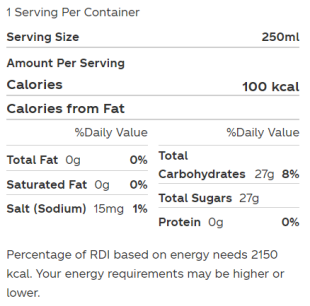 1 Serving Per Container
Serving Size 250ml
Amount Per Serving
Calories 100 kcal
Calories from Fat
%Daily Value
Total Fat 0g 0%
Saturated Fat 0g 0%
Salt (Sodium) 15mg 1%
%Daily Value
Total
Carbohydrates 27g 8%
Total Sugars 27g
Protein 0g 0%
Percentage of RDI based on energy needs 2150
kcal. Your energy requirements may be higher or
lower.